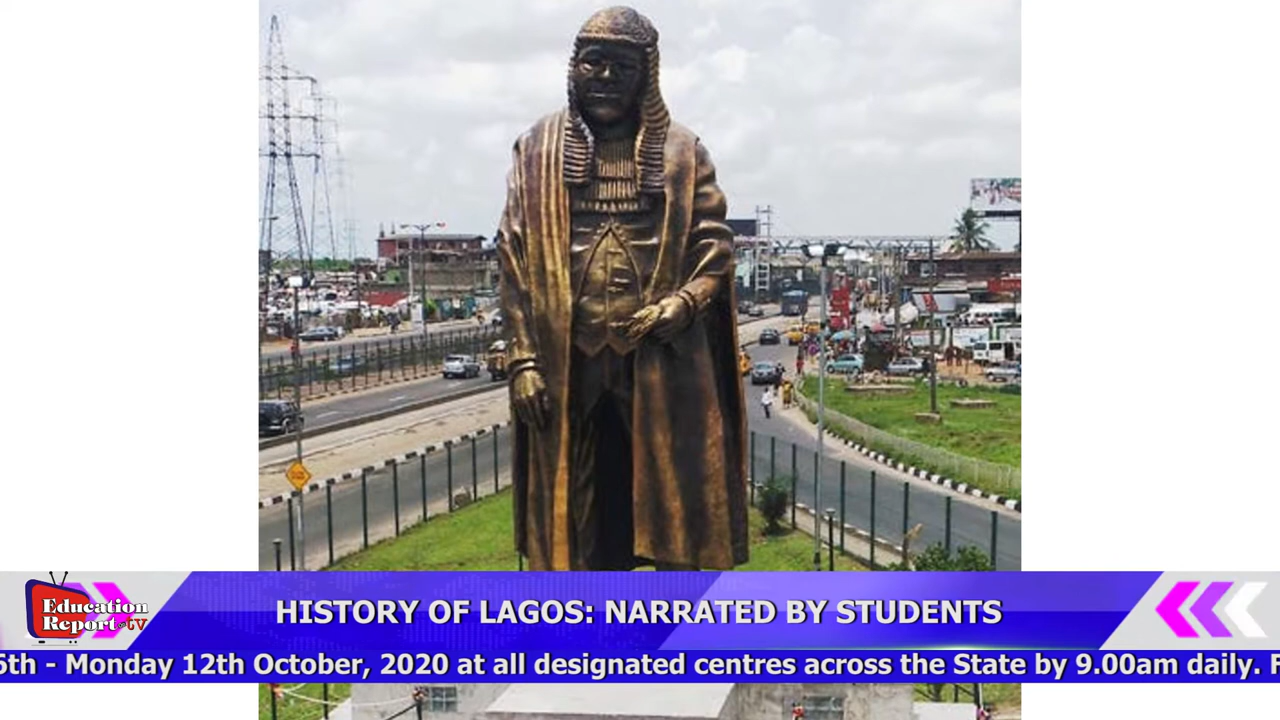 Education
Report TV
HISTORY OF LAGOS: NARRATED BY STUDENTS
6th - Monday 12th October, 2020 at all designated centres across the State by 9.00am daily. F